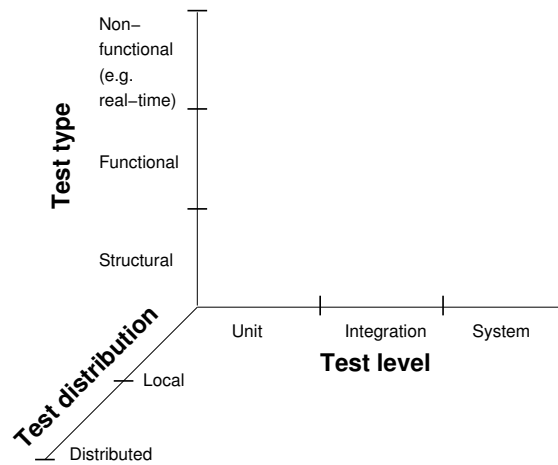 Non-
functional
(e.g.
real-time)
Functional
Structural
Test type
Unit
Integration
System
Test level
Local
Distributed
Test distribution